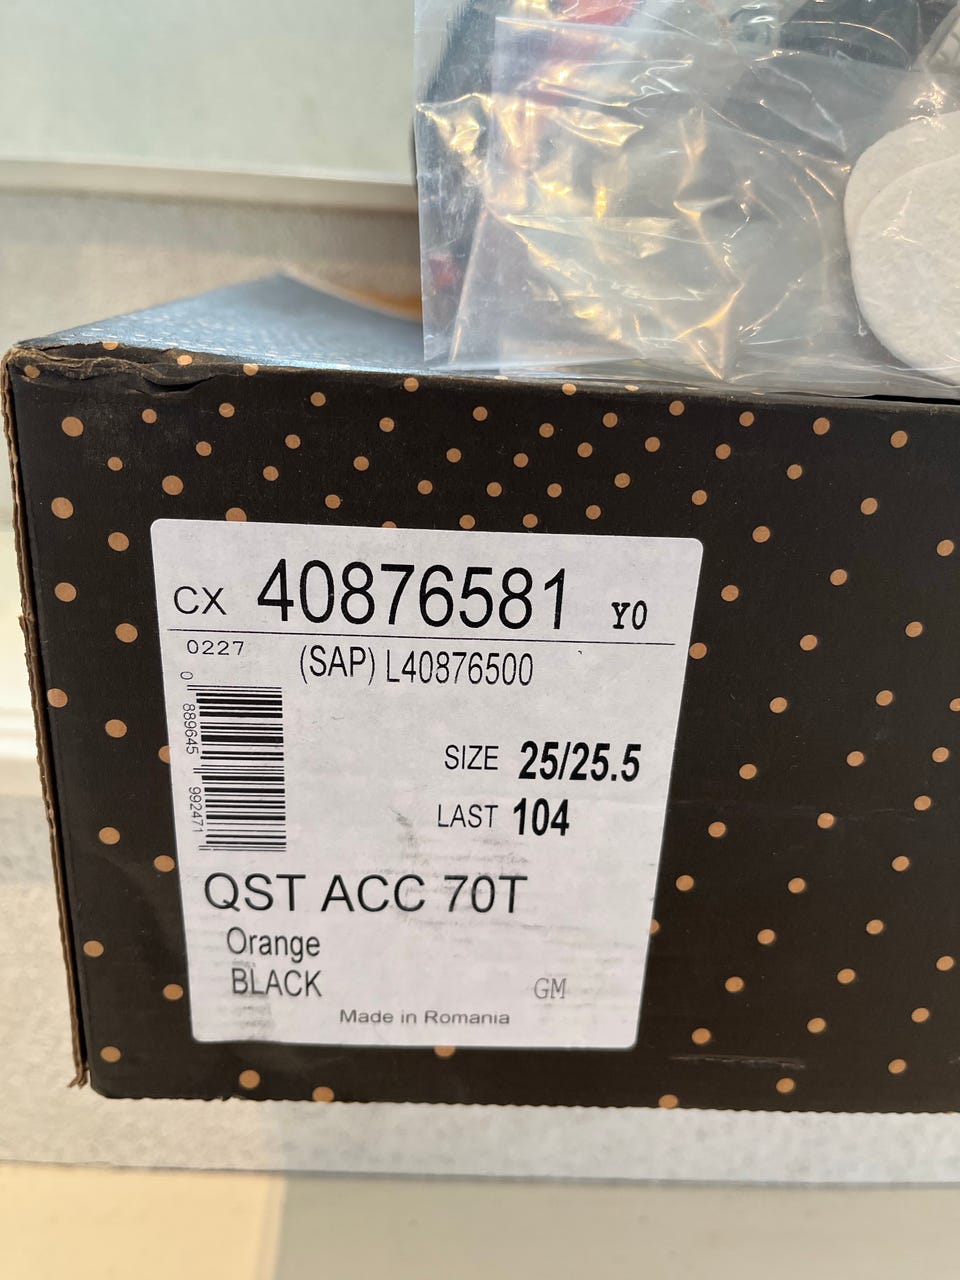 CX 40876581 Y0
0227 (SAP) L40876500
0 889645 992471
SIZE 25/25.5
LAST 104
QST ACC 70T
Orange
BLACK
GM
Made in Romania